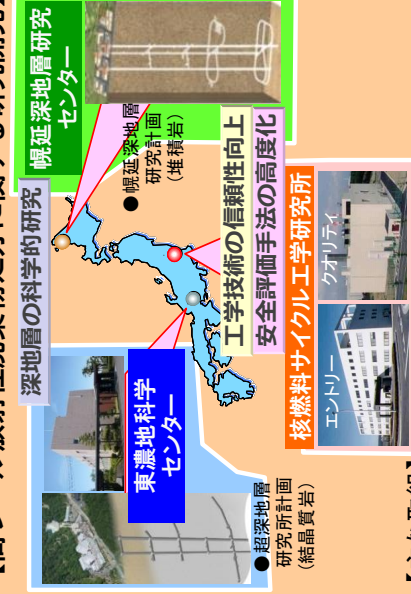 深地層の科学的研究
幌延深地層研究
センター
●幌延深地層
研究計画
（堆積岩）
東濃地科学
センター
●超深地層
研究所計画
（結晶質岩）
工学技術の信頼性向上
安全評価手法の高度化
核燃料サイクル工学研究所
エントリー
クオリティ